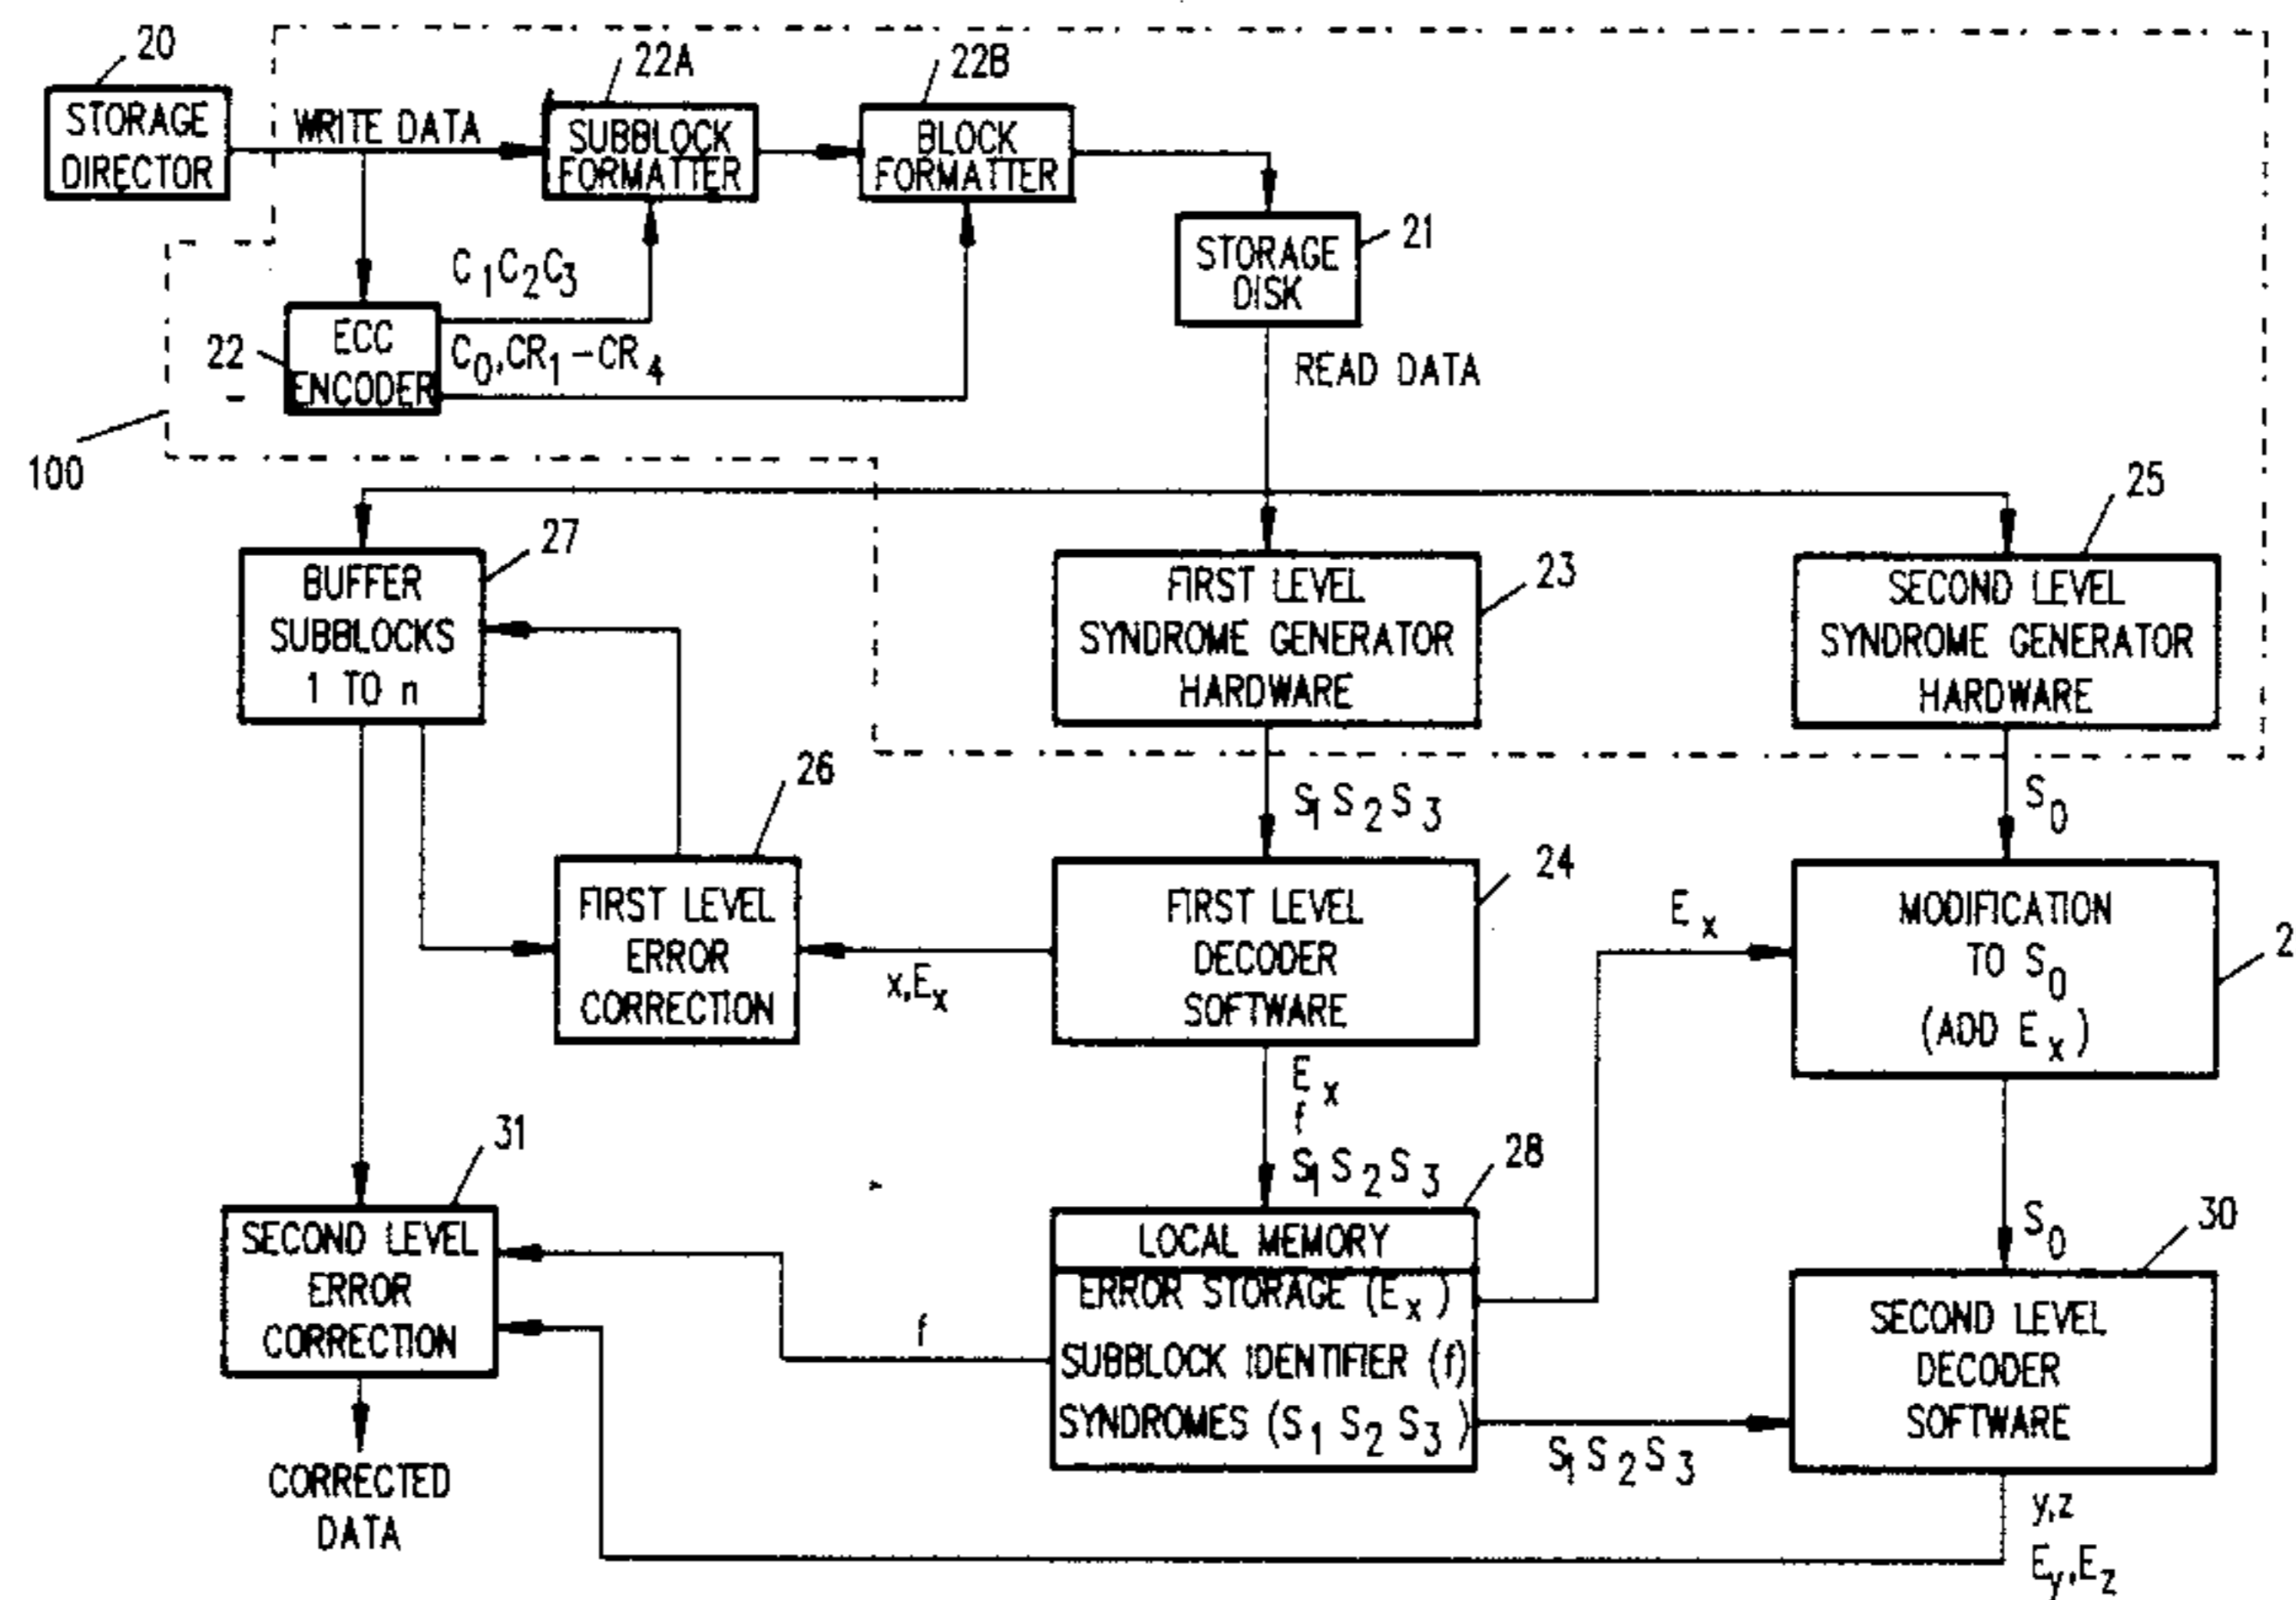 20
STORAGE
DIRECTOR
WRITE DATA
22A
SUBBLOCK
FORMATTER
22B
BLOCK
FORMATTER
21
STORAGE
DISK
C1C2C3
22
ECC
ENCODER
C0,CR1-CR4
READ DATA
100
27
BUFFER
SUBBLOCKS
1 TO n
23
FIRST LEVEL
SYNDROME GENERATOR
HARDWARE
25
SECOND LEVEL
SYNDROME GENERATOR
HARDWARE
S1 S2 S3
S0
26
FIRST LEVEL
ERROR
CORRECTION
x,Ex
24
FIRST LEVEL
DECODER
SOFTWARE
Ex
MODIFICATION
TO S0
(ADD Ex)
2
Ex
f
S1 S2 S3
31
SECOND LEVEL
ERROR
CORRECTION
f
28
LOCAL MEMORY
ERROR STORAGE (Ex)
SUBBLOCK IDENTIFIER (f)
SYNDROMES (S1 S2 S3)
S1 S2 S3
S0
30
SECOND LEVEL
DECODER
SOFTWARE
CORRECTED
DATA
y,z
Ey,Ez